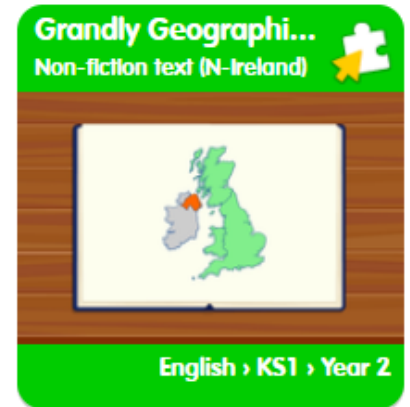 Grandly Geographi...
Non-fiction text (N-Ireland)
English › KS1 › Year 2